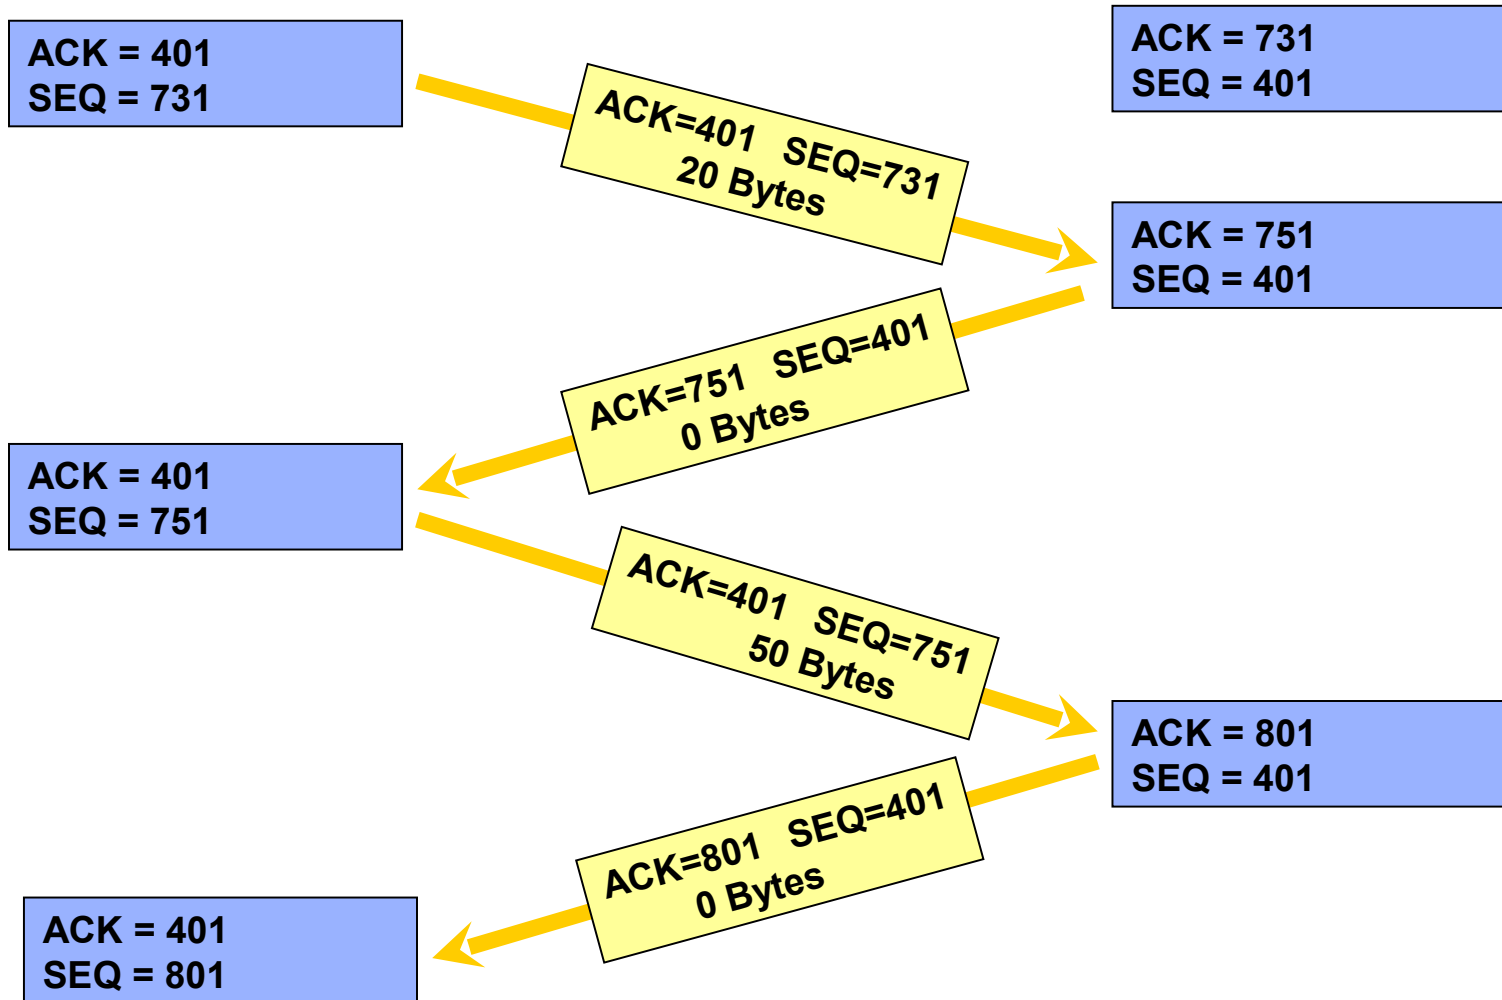 ACK = 401
SEQ = 731
ACK = 731
SEQ = 401
ACK=401 SEQ=731
20 Bytes
ACK = 751
SEQ = 401
ACK=751 SEQ=401
0 Bytes
ACK = 401
SEQ = 751
ACK=401 SEQ=751
50 Bytes
ACK = 801
SEQ = 401
ACK=801 SEQ=401
0 Bytes
ACK = 401
SEQ = 801